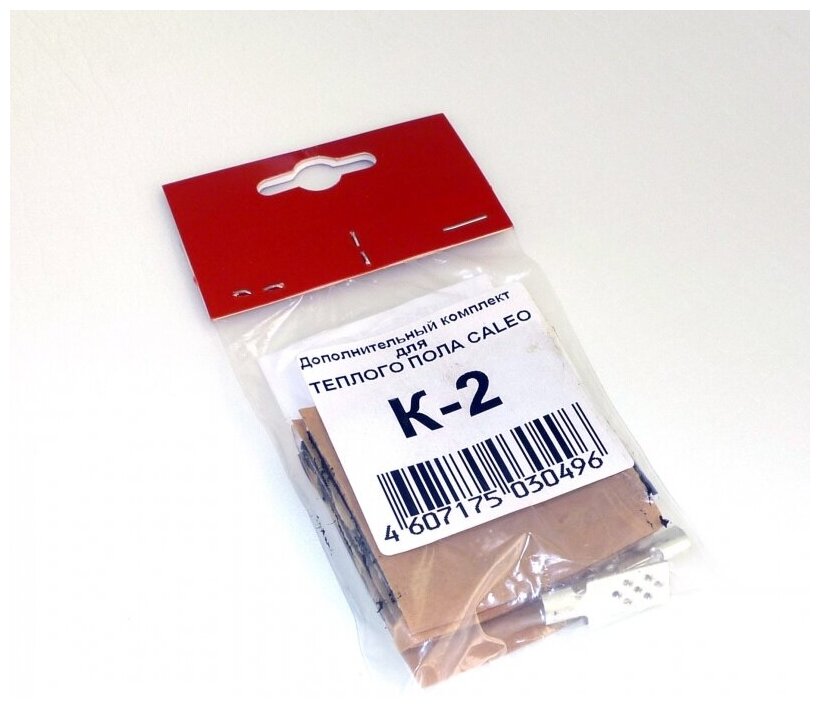 Дополнительный комплект
для
ТЕПЛОГО ПОЛА CALEO
К-2
4 607175 030496